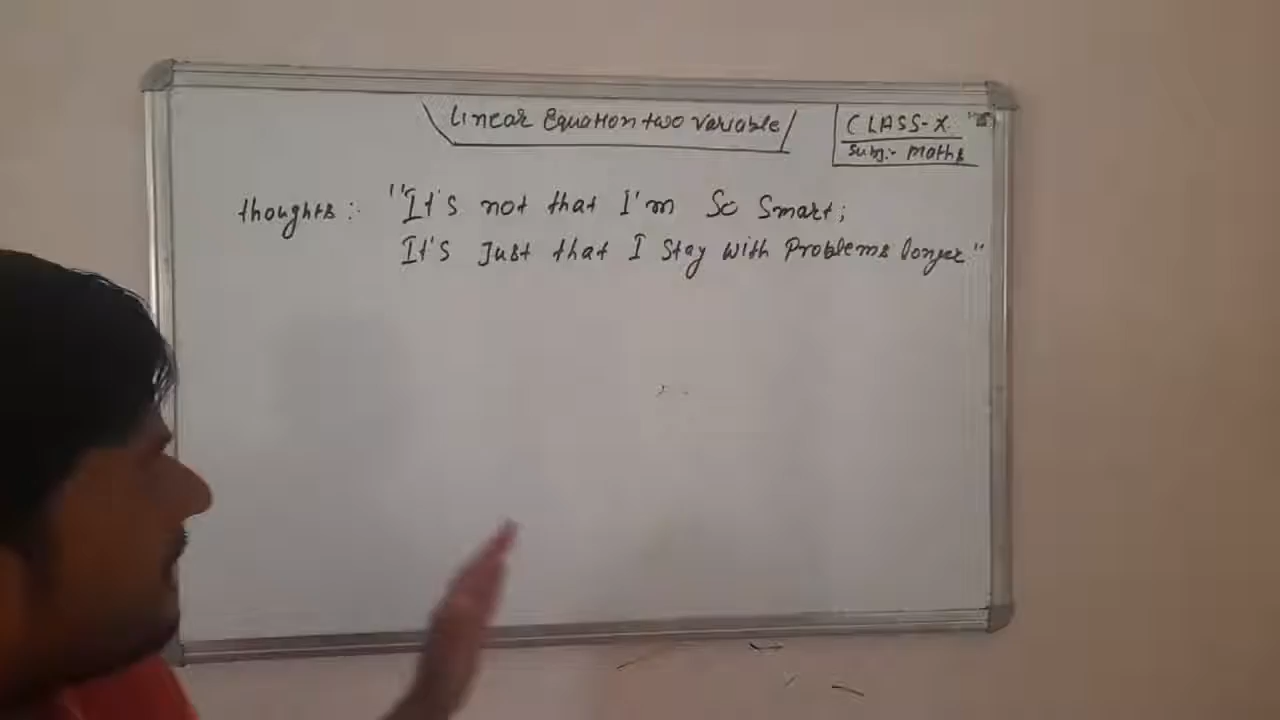 Linear Equation two variable
CLASS-X
Subj:- Maths
thoughts:- "It's not that I'm So Smart;
It's Just that I Stay with Problems longer"